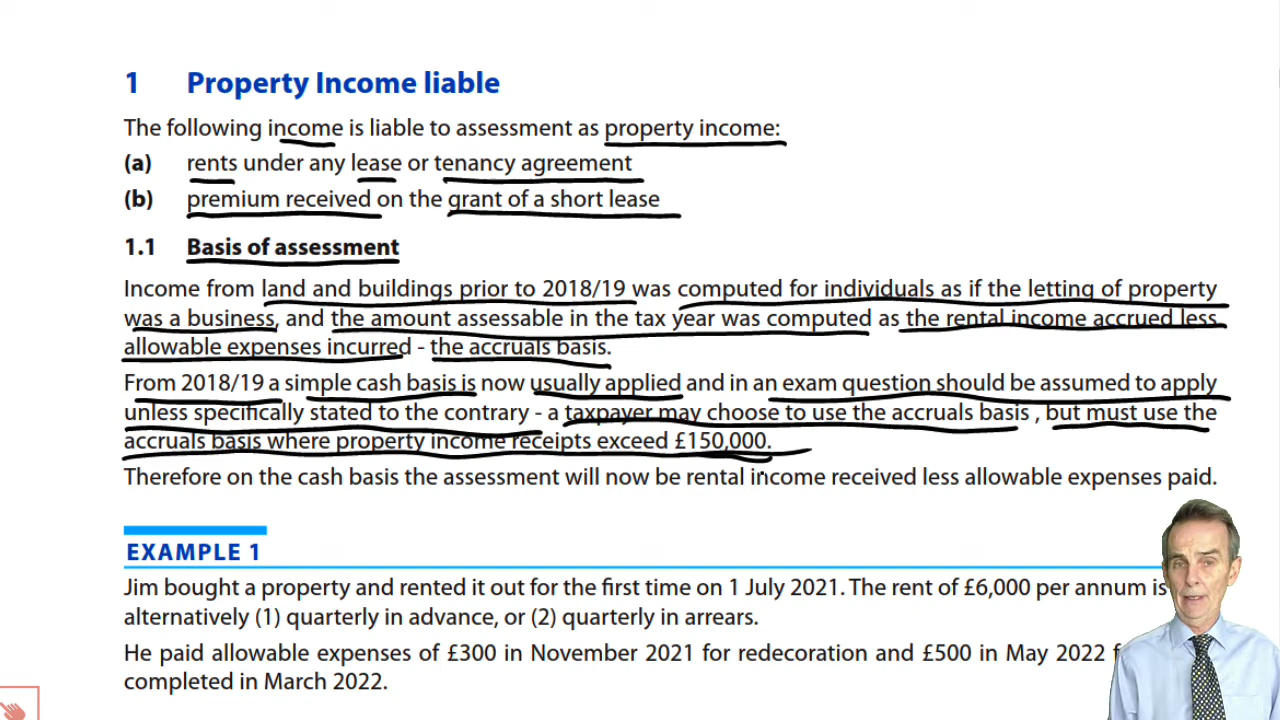 1 Property Income liable
The following income is liable to assessment as property income:
(a) rents under any lease or tenancy agreement
(b) premium received on the grant of a short lease
1.1 Basis of assessment
Income from land and buildings prior to 2018/19 was computed for individuals as if the letting of property
was a business, and the amount assessable in the tax year was computed as the rental income accrued less
allowable expenses incurred - the accruals basis.
From 2018/19 a simple cash basis is now usually applied and in an exam question should be assumed to apply
unless specifically stated to the contrary - a taxpayer may choose to use the accruals basis , but must use the
accruals basis where property income receipts exceed £150,000.
Therefore on the cash basis the assessment will now be rental income received less allowable expenses paid.
EXAMPLE 1
Jim bought a property and rented it out for the first time on 1 July 2021. The rent of £6,000 per annum is
alternatively (1) quarterly in advance, or (2) quarterly in arrears.
He paid allowable expenses of £300 in November 2021 for redecoration and £500 in May 2022
completed in March 2022.